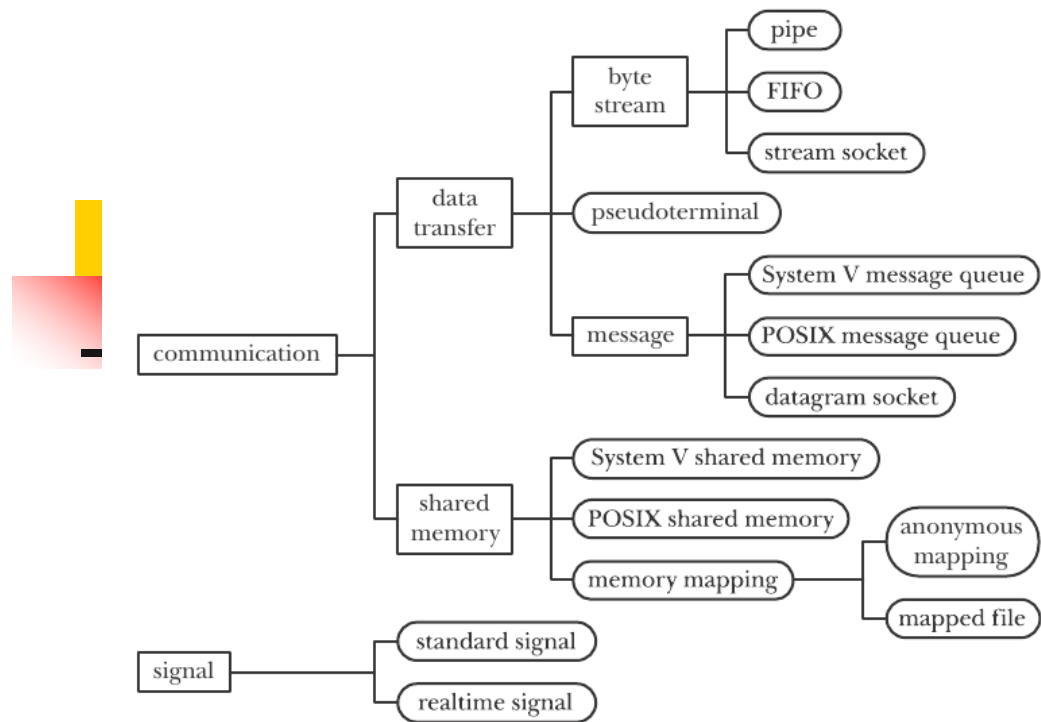 pipe
byte
stream
FIFO
stream socket
data
transfer
pseudoterminal
System V message queue
message
POSIX message queue
communication
datagram socket
System V shared memory
shared
memory
POSIX shared memory
anonymous
mapping
memory mapping
mapped file
standard signal
signal
realtime signal